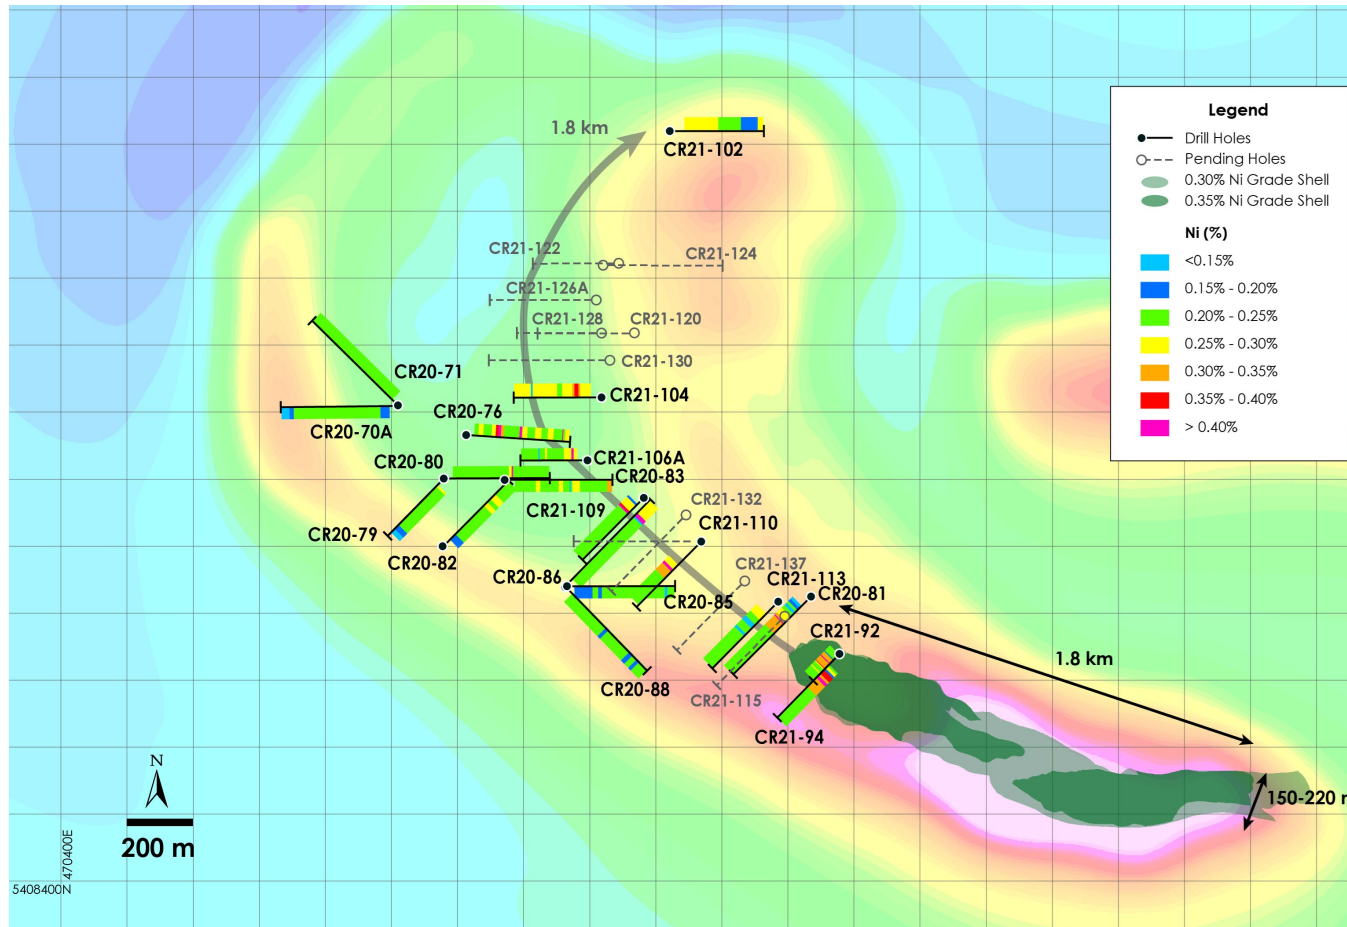 1.8 km
CR21-102
Legend
Drill Holes
Pending Holes
0.30% Ni Grade Shell
0.35% Ni Grade Shell
Ni (%)
<0.15%
0.15% - 0.20%
0.20% - 0.25%
0.25% - 0.30%
0.30% - 0.35%
0.35% - 0.40%
> 0.40%
CR21-122
CR21-124
CR21-126A
CR21-128
CR21-120
CR21-130
CR20-71
CR21-104
CR20-76
CR20-70A
CR21-106A
CR20-80
CR20-83
CR21-132
CR21-109
CR21-110
CR20-79
CR20-82
CR21-137
CR20-86
CR21-113
CR20-81
CR20-85
CR21-92
1.8 km
CR20-88
CR21-115
CR21-94
N
150-220 m
200 m
470400E
5408400N